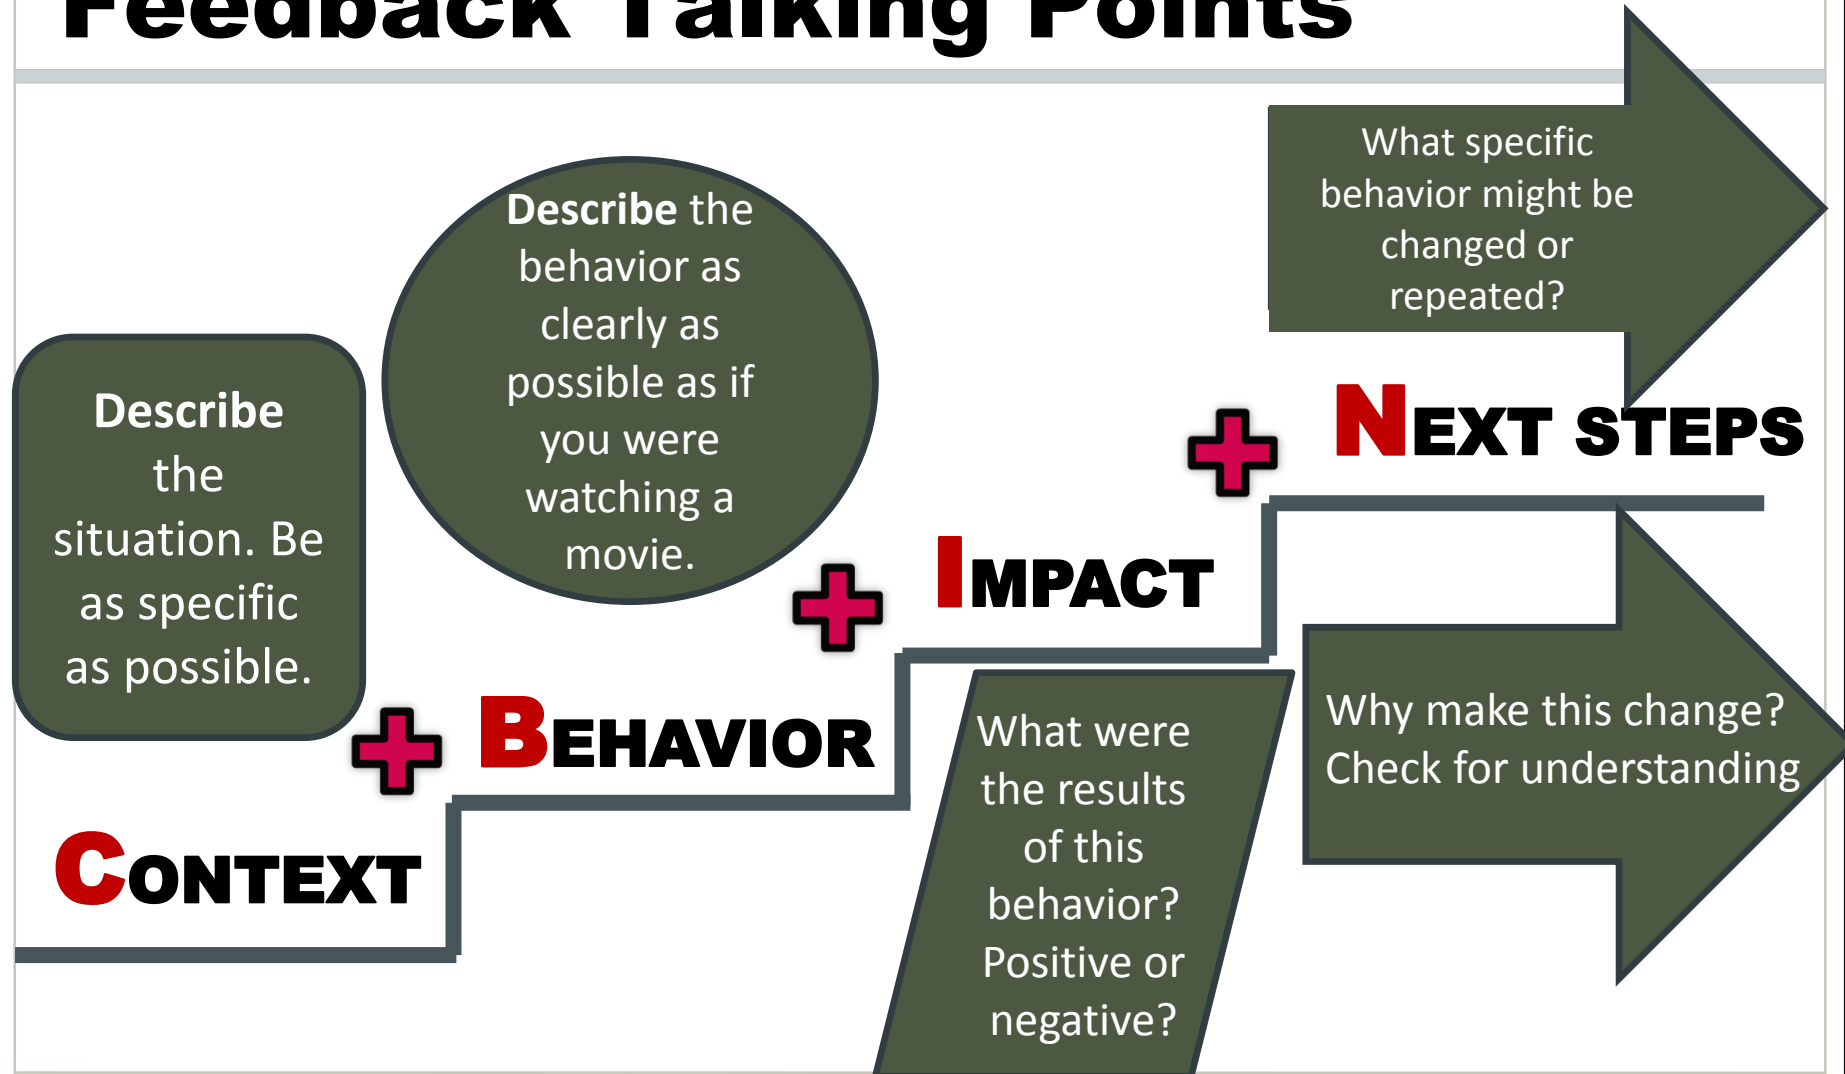 Feedback Talking Points
Describe
the
situation. Be
as specific
as possible.
CONTEXT
Describe the
behavior as
clearly as
possible as if
you were
watching a
movie.
BEHAVIOR
IMPACT
What were
the results
of this
behavior?
Positive or
negative?
What specific
behavior might be
changed or
repeated?
NEXT STEPS
Why make this change?
Check for understanding